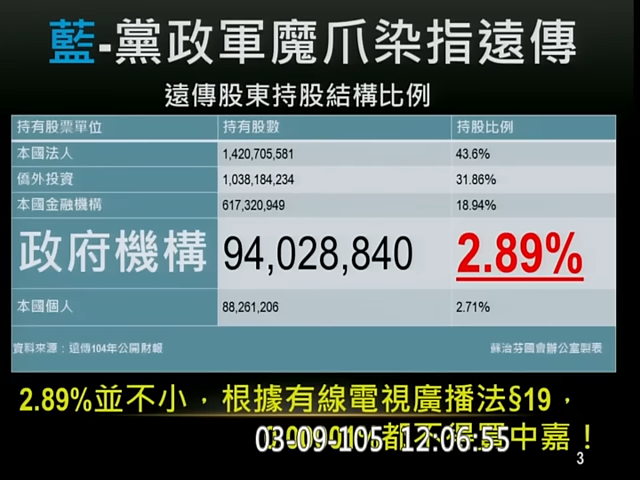 藍-黨政軍魔爪染指遠傳
遠傳股東持股結構比例
持有股票單位 持有股數 持股比例
本國法人 1,420,705,581 43.6%
僑外投資 1,038,184,234 31.86%
本國金融機構 617,320,949 18.94%
政府機構 94,028,840 2.89%
本國個人 88,261,206 2.71%
資料來源：遠傳104年公開財報 蘇治芬國會辦公室製表
2.89%並不小，根據有線電視廣播法§19，
都不得買中嘉！
03-09-105 12:06:55
3